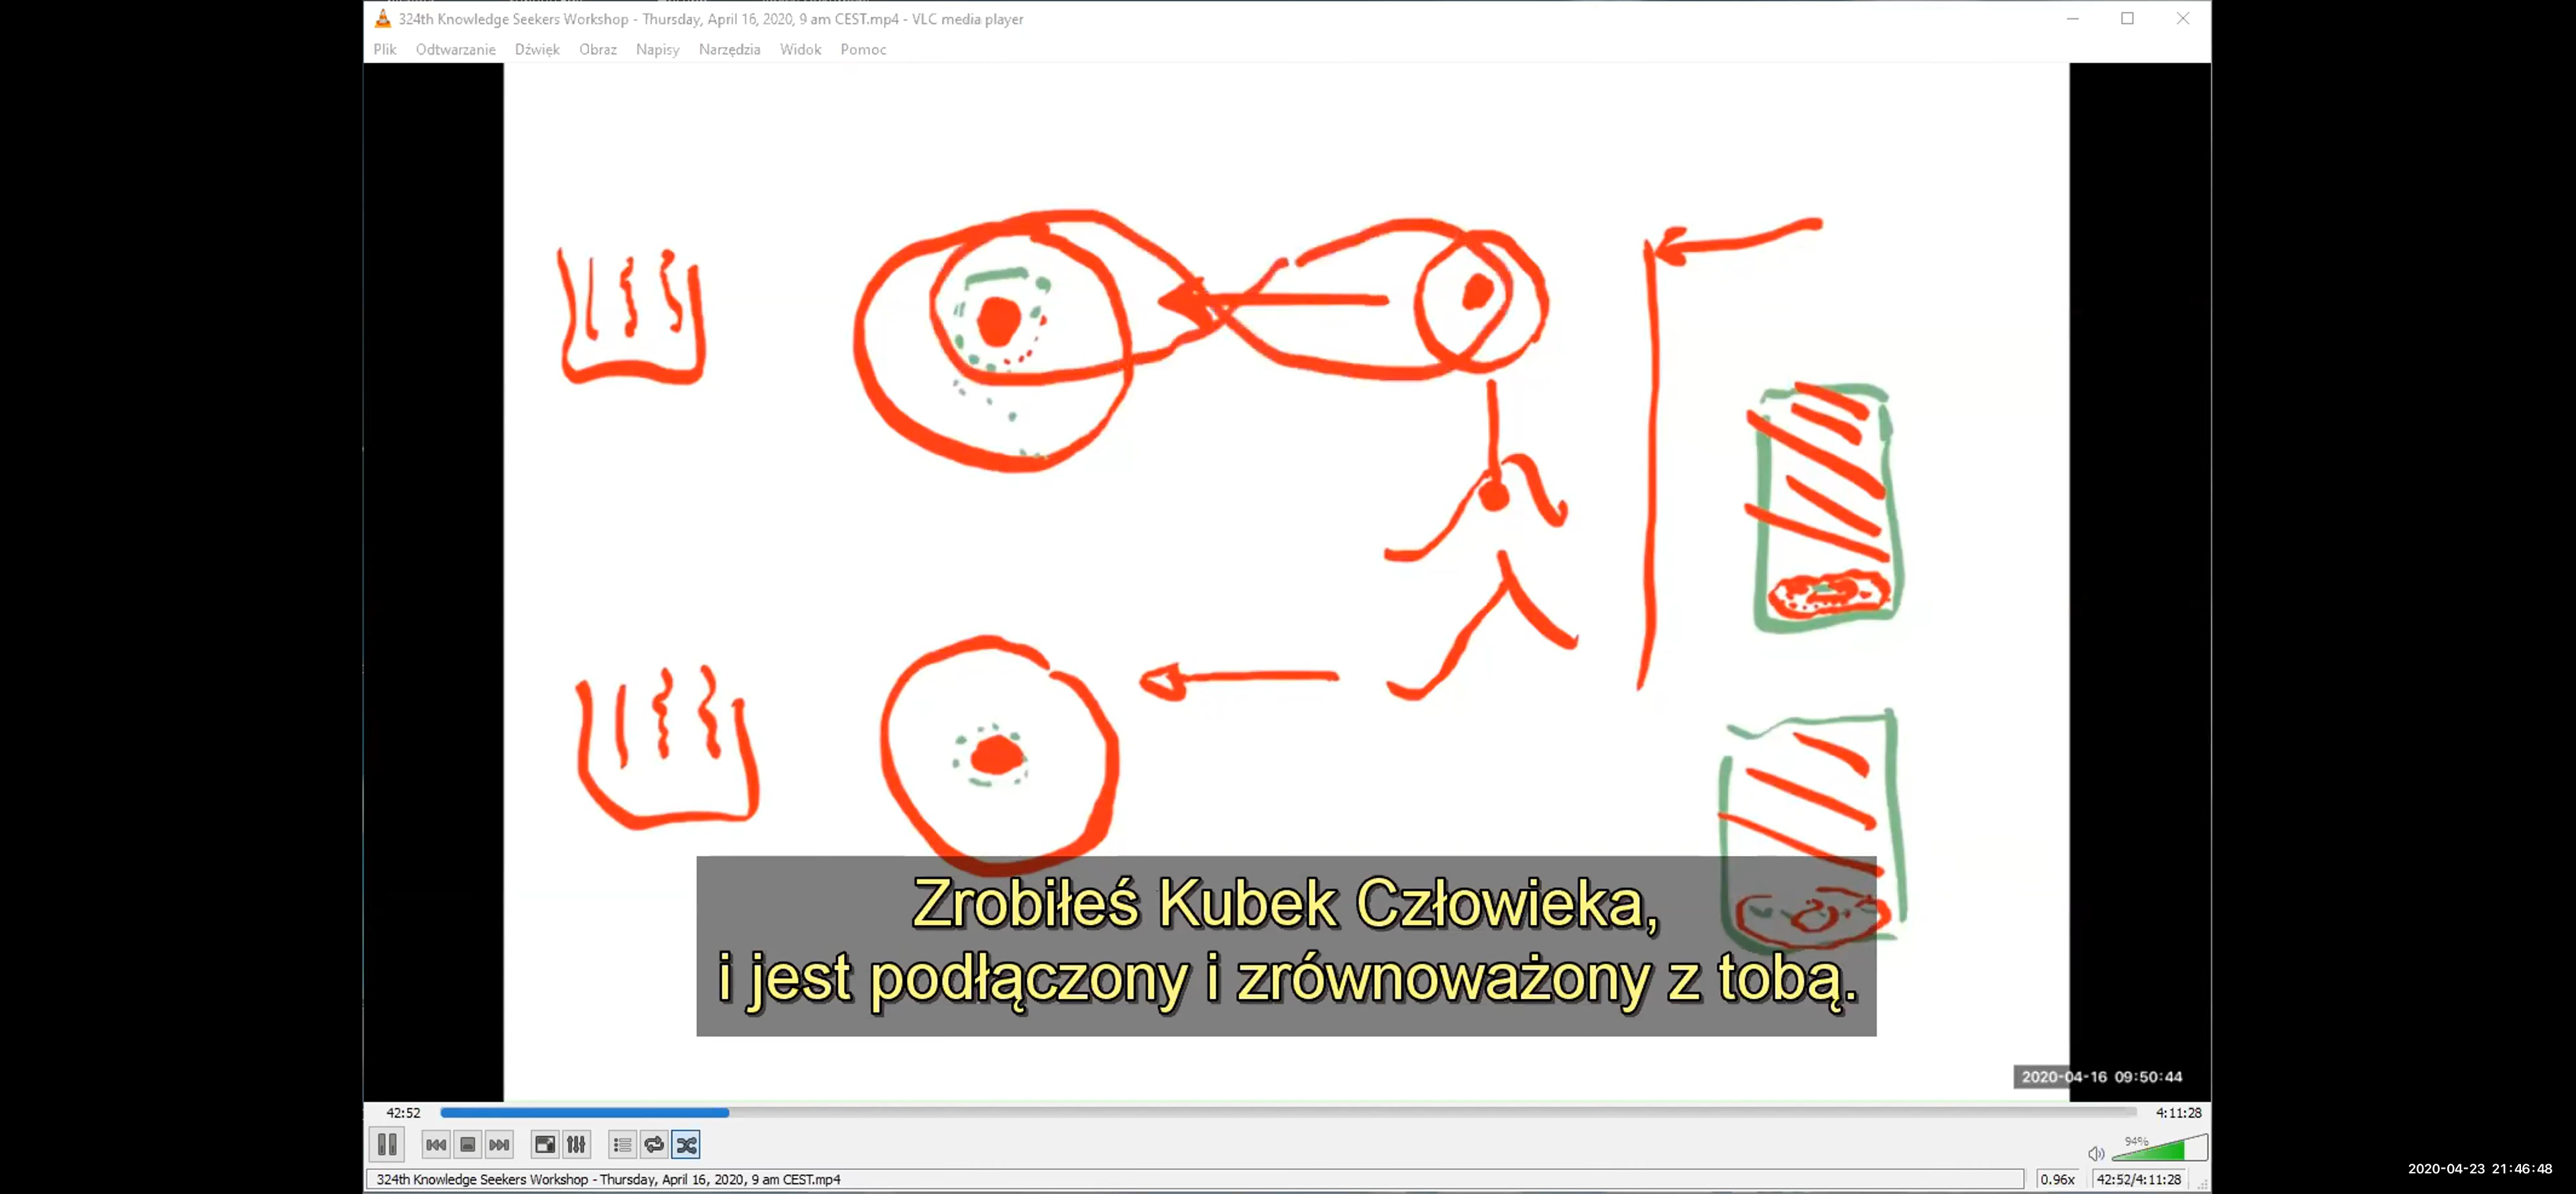 324th Knowledge Seekers Workshop - Thursday, April 16, 2020, 9 am CEST.mp4 - VLC media player
Plik Odtwarzanie Dźwięk Obraz Napisy Narzędzia Widok Pomoc
Zrobiłeś Kubek Człowieka,
i jest podłączony i zrównoważony z tobą.
2020-04-16 09:50:44
42:52
4:11:28
94%
324th Knowledge Seekers Workshop - Thursday, April 16, 2020, 9 am CEST.mp4
0.96x
42:52/4:11:28
2020-04-23 21:46:48